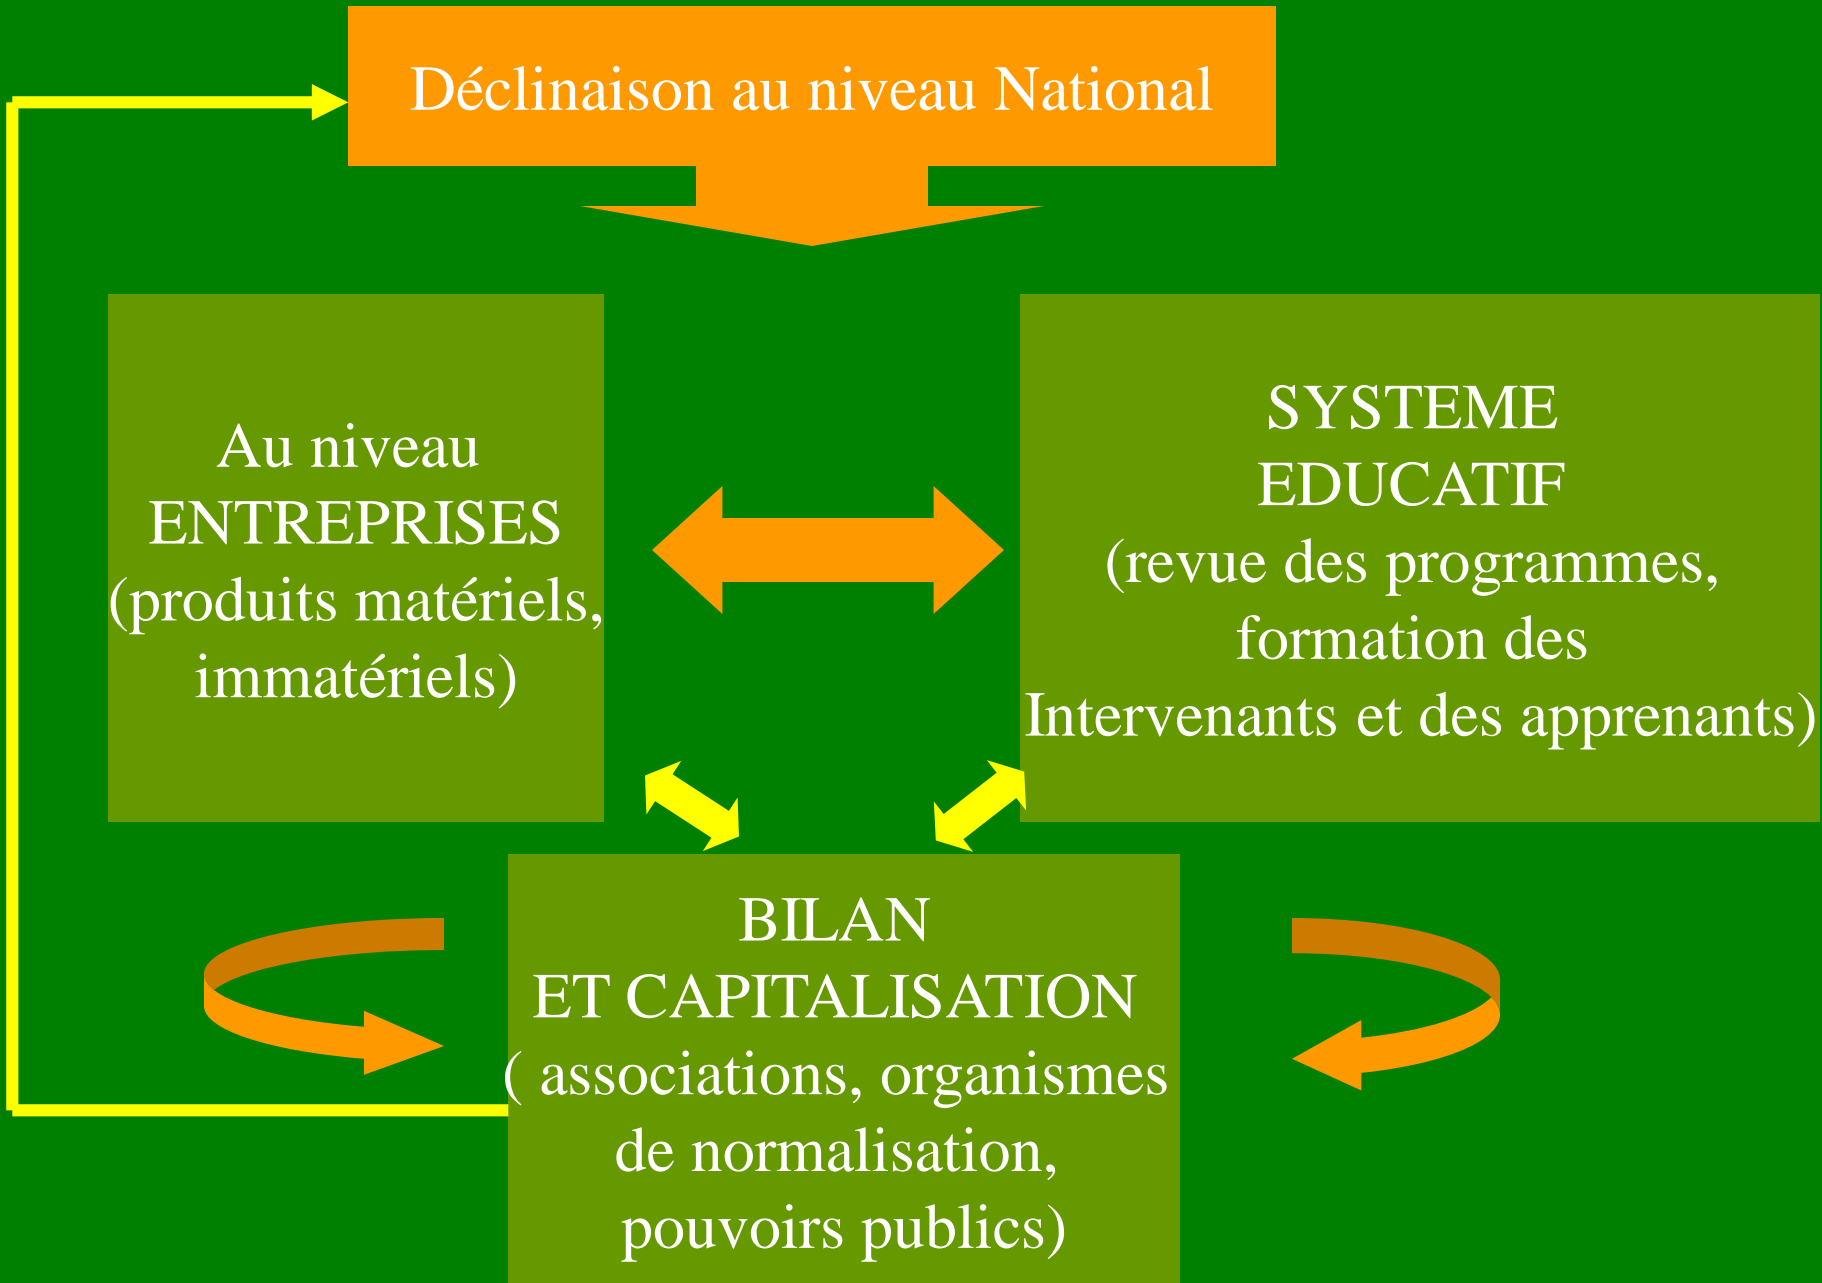 Déclinaison au niveau National
Au niveau
ENTREPRISES
(produits matériels,
immatériels)
SYSTEME
EDUCATIF
(revue des programmes,
formation des
Intervenants et des apprenants)
BILAN
ET CAPITALISATION
( associations, organismes
de normalisation,
pouvoirs publics)